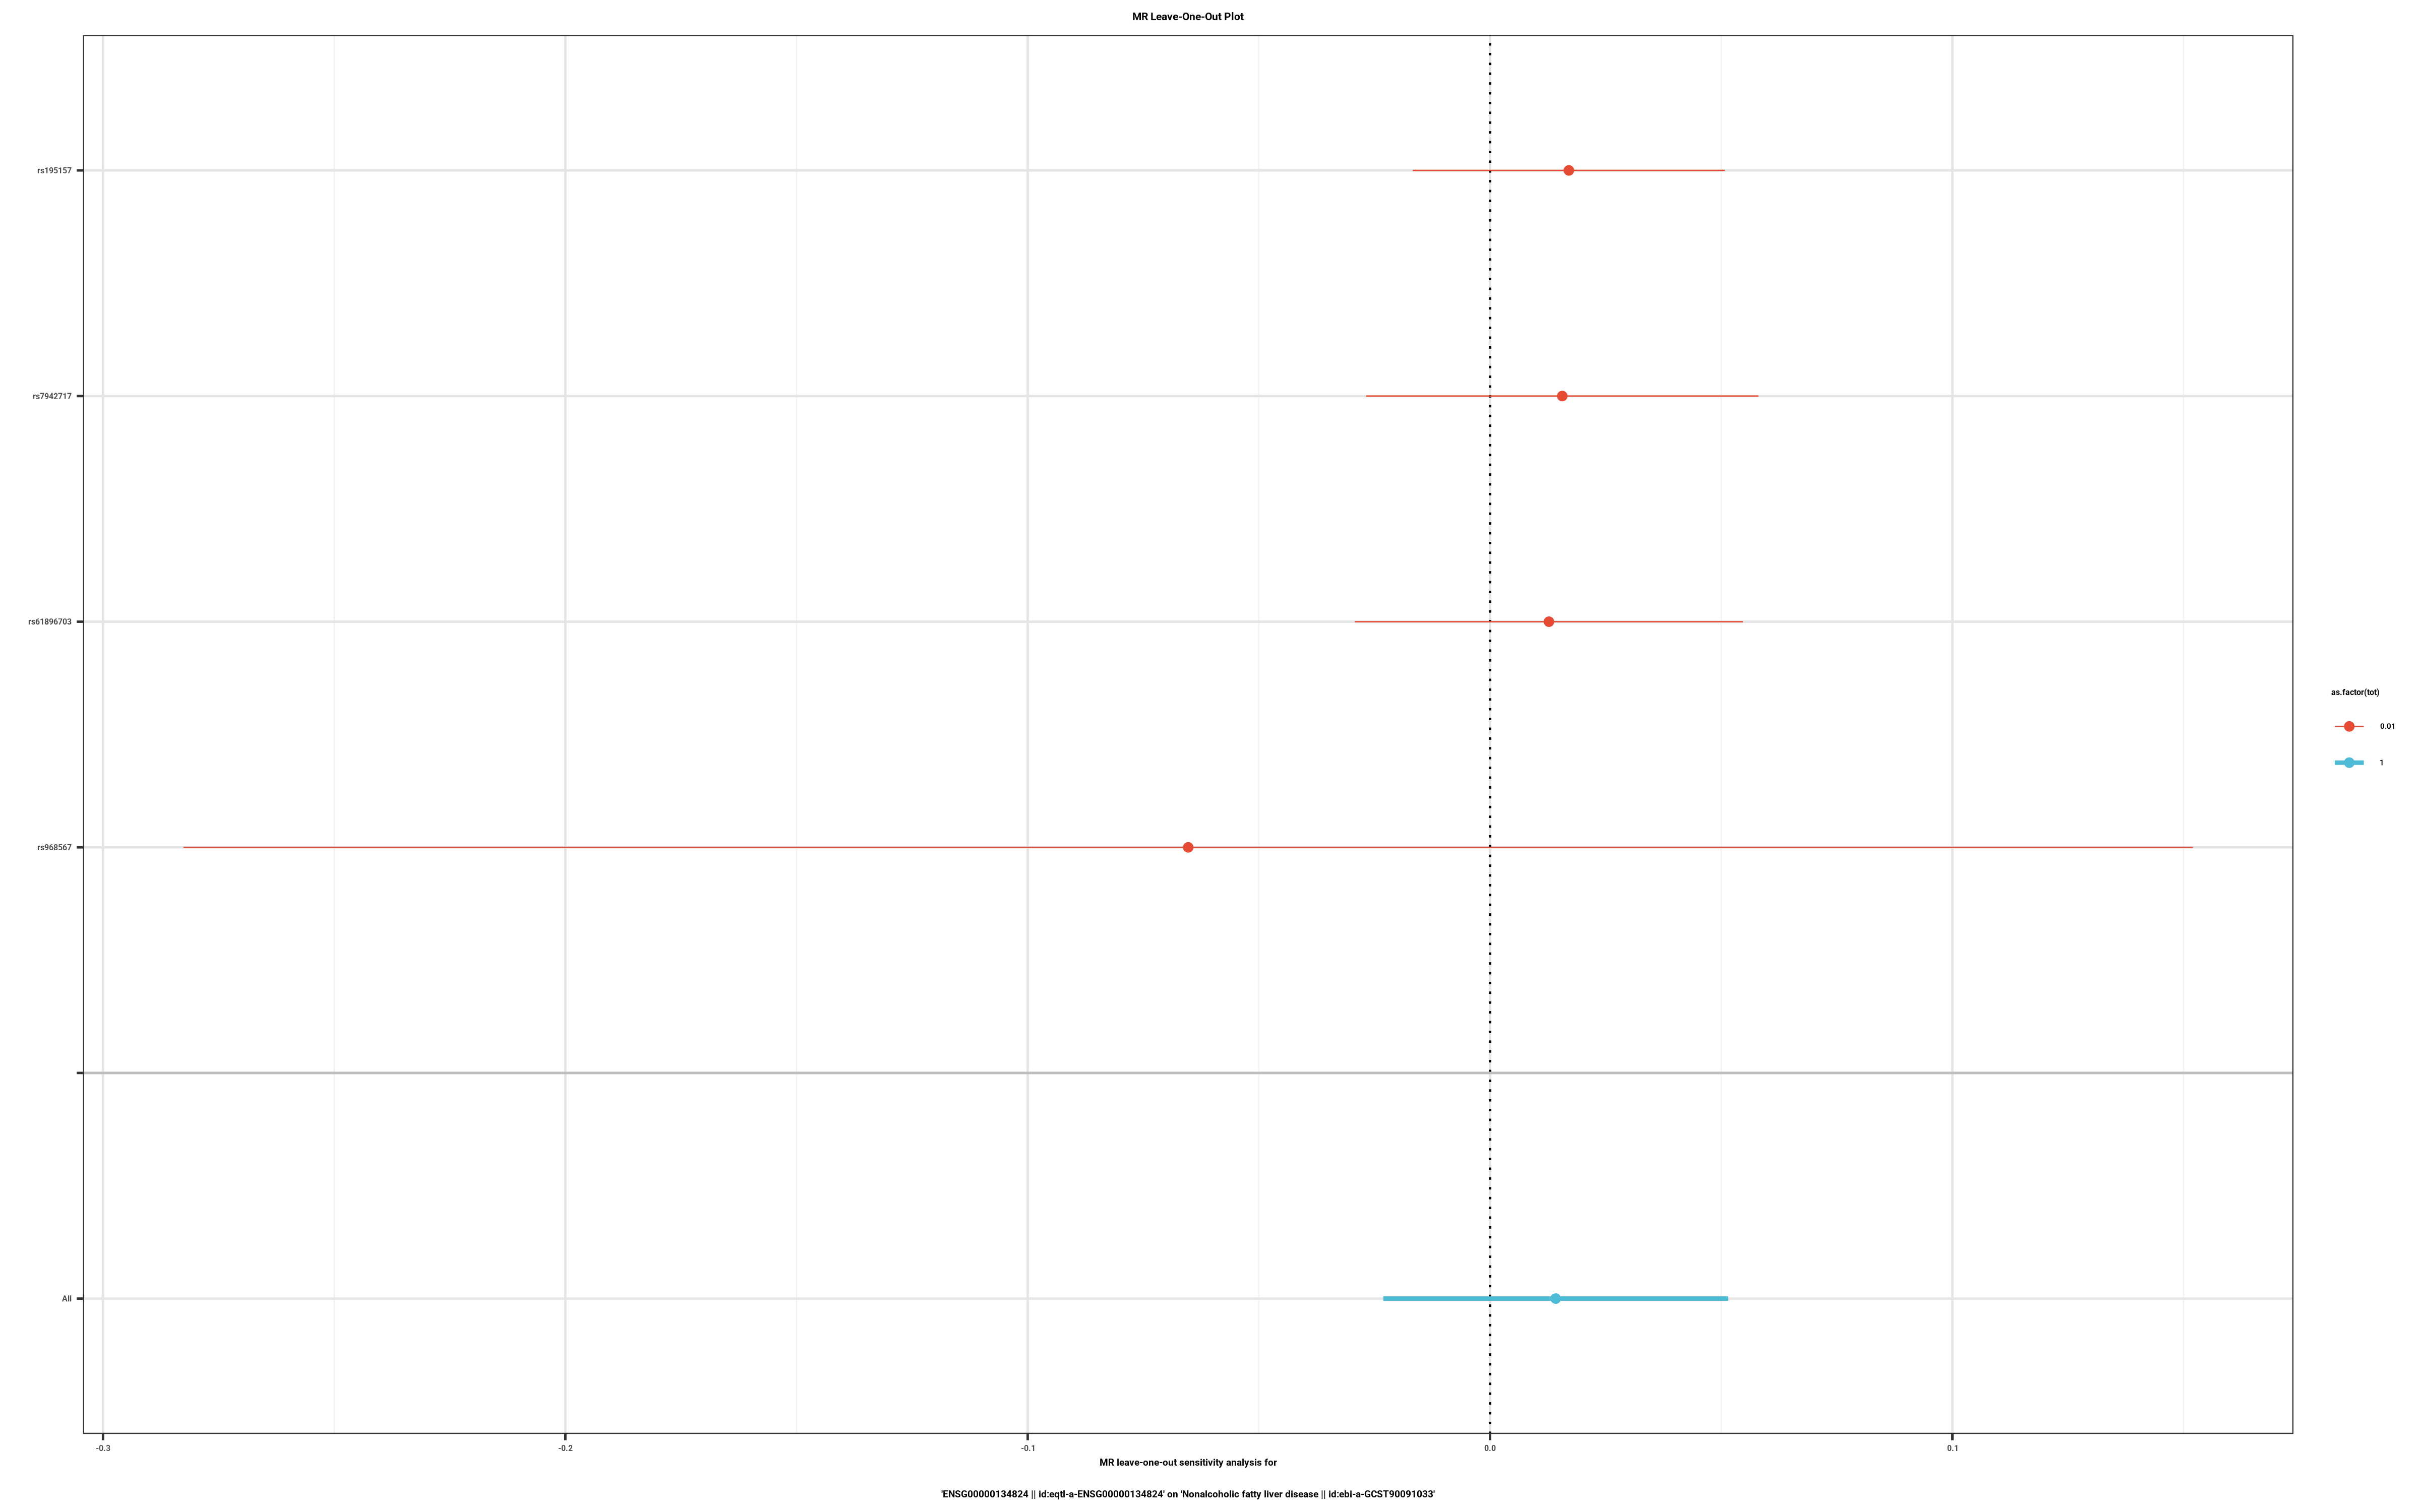 MR Leave-One-Out Plot
rs195157
rs7942717
rs61896703
rs968567
All
-0.3
-0.2
-0.1
0.0
0.1
MR leave-one-out sensitivity analysis for
'ENSG00000134824 || id:eqtl-a-ENSG00000134824' on 'Nonalcoholic fatty liver disease || id:ebi-a-GCST90091033'
as.factor(tot)
0.01
1